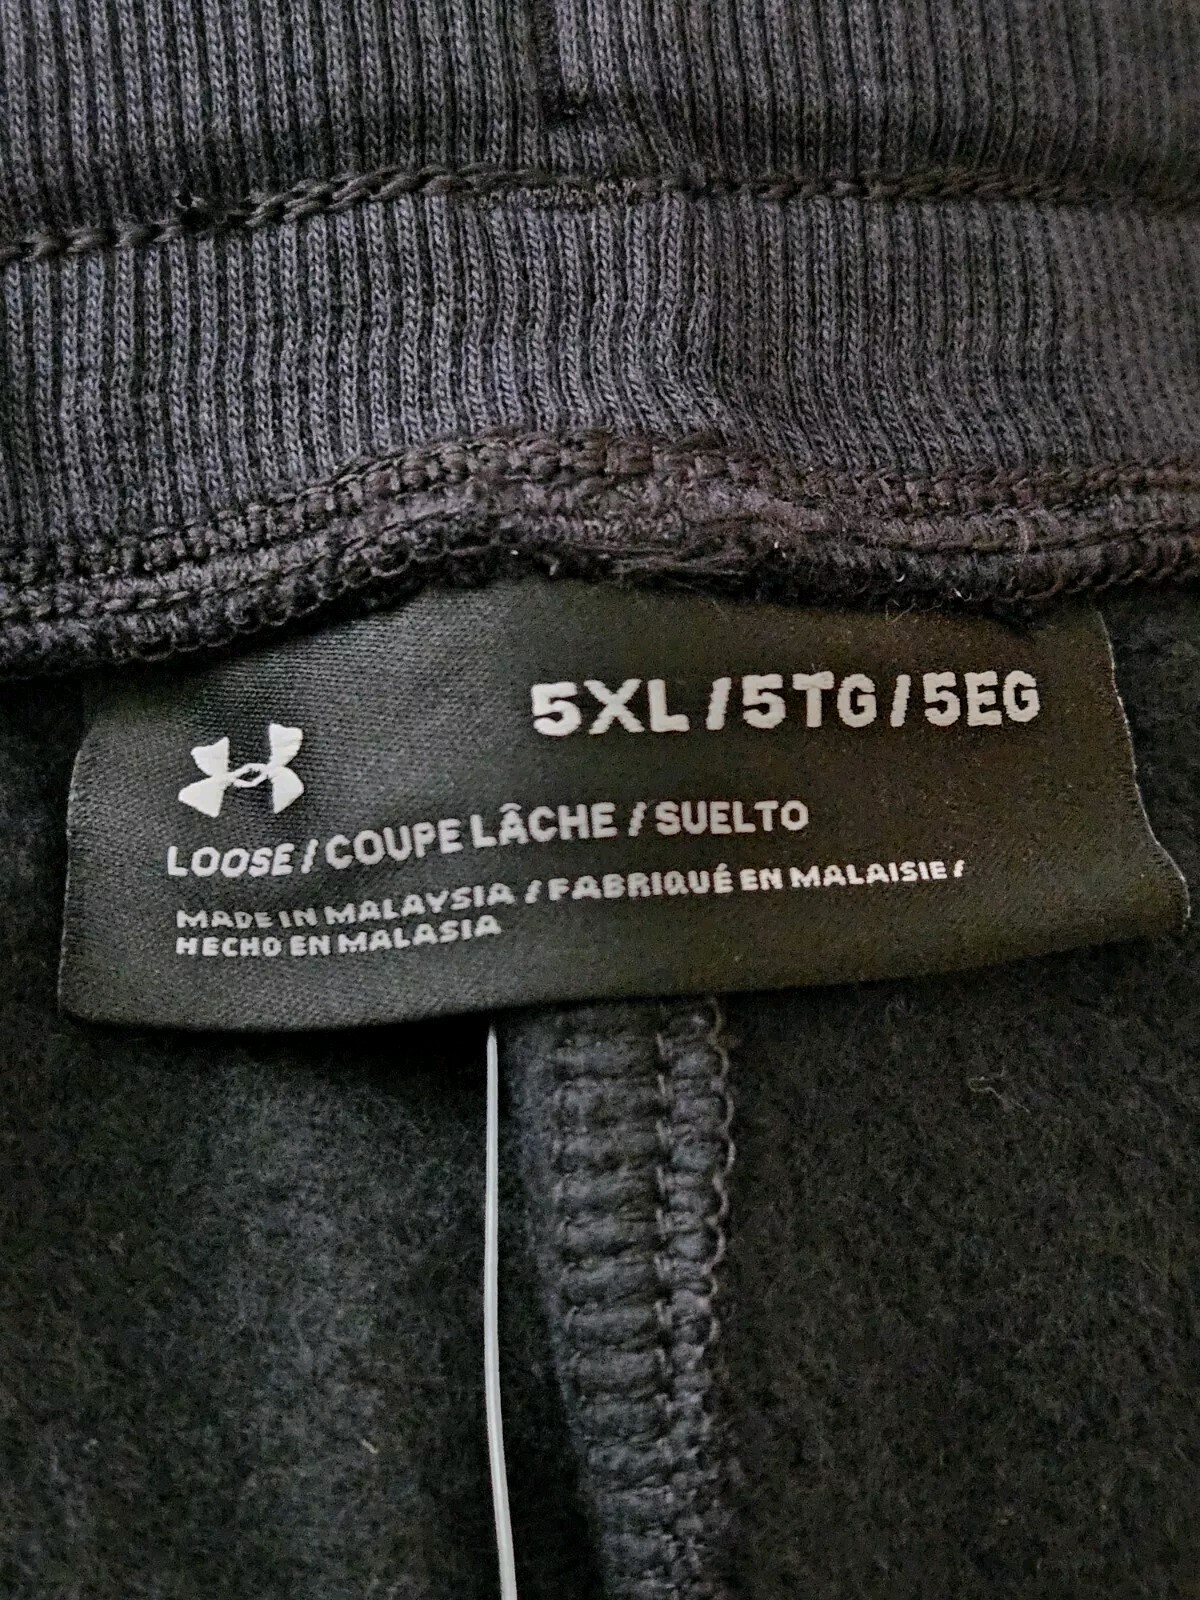 5XL / 5TG / 5EG
LOOSE / COUPE LÂCHE / SUELTO
MADE IN MALAYSIA / FABRIQUÉ EN MALAISIE /
HECHO EN MALASIA